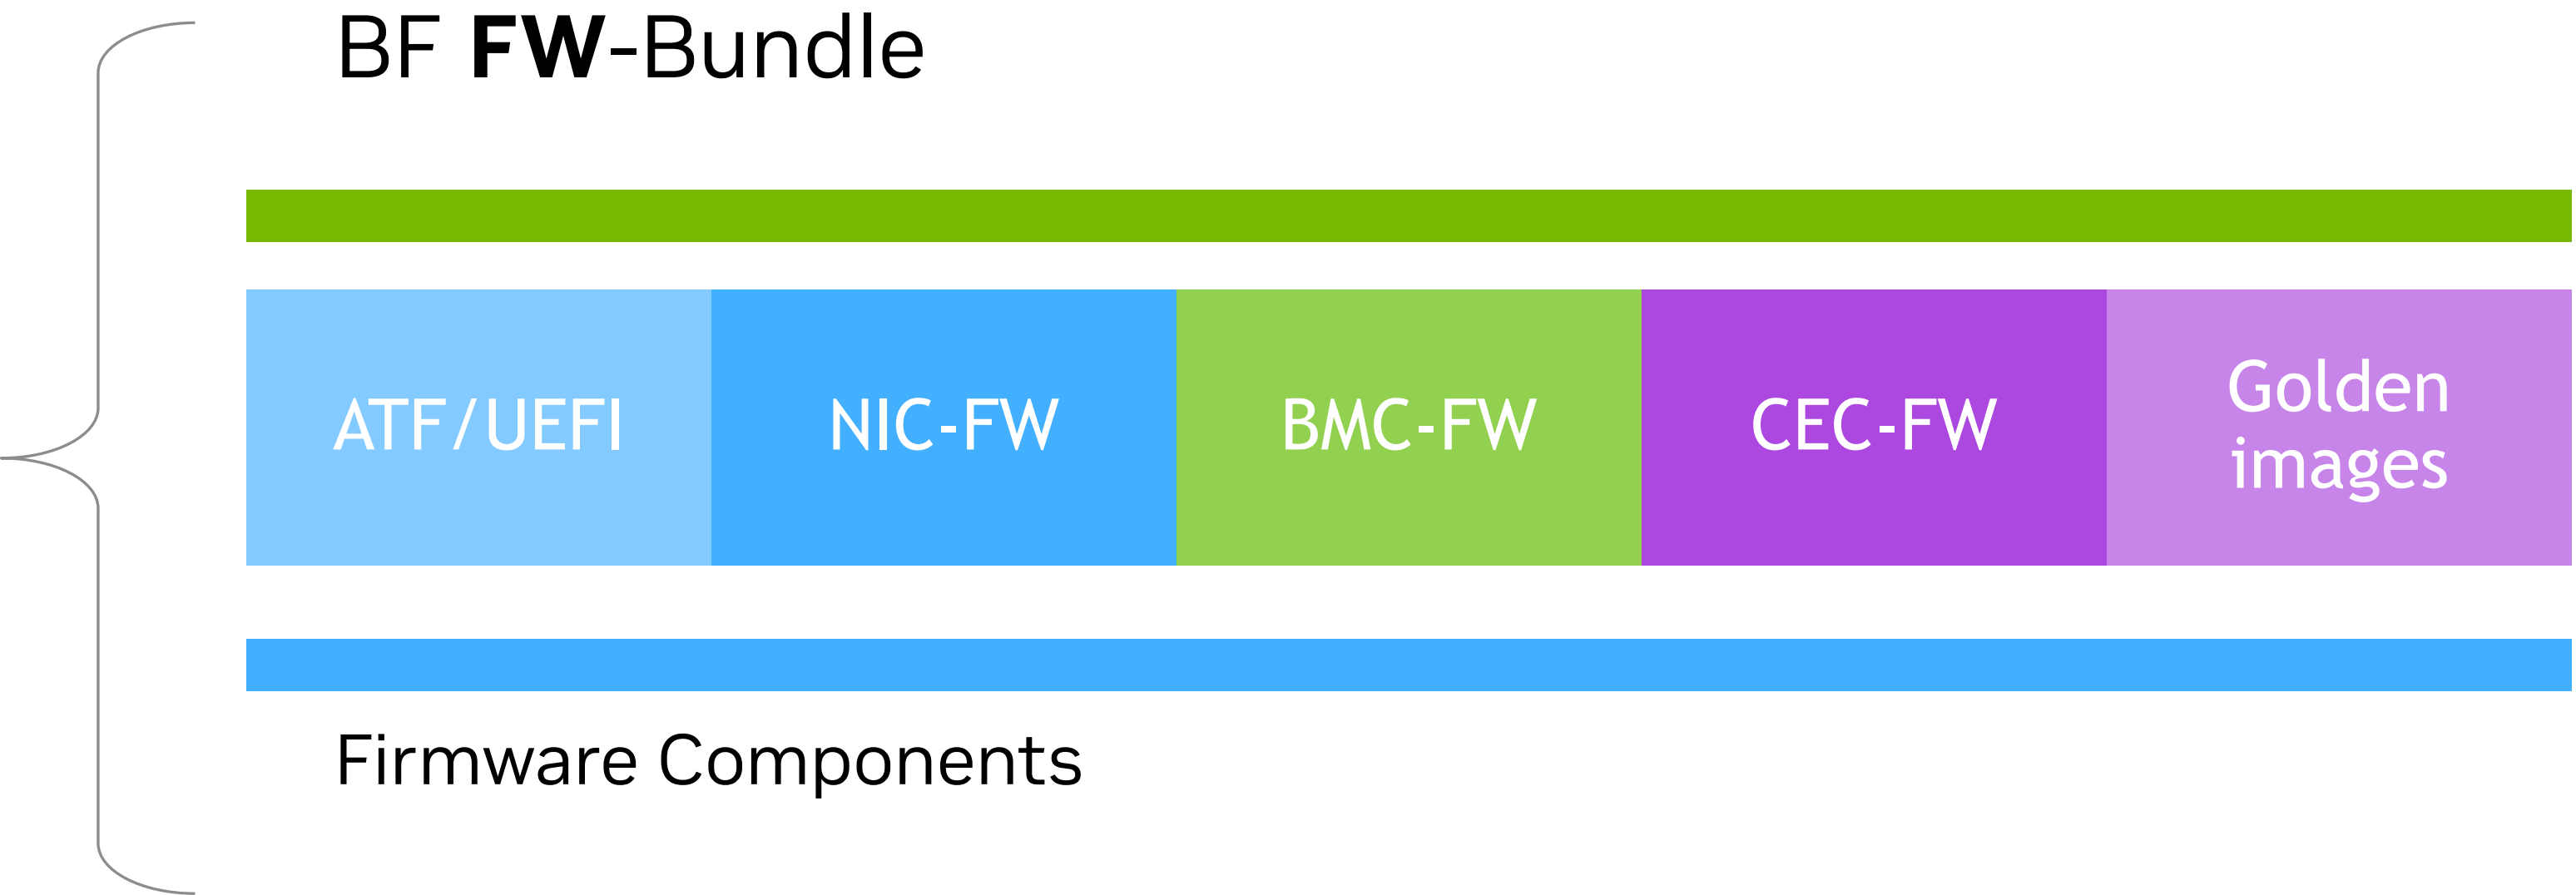 BF FW-Bundle
ATF/UEFI
NIC-FW
BMC-FW
CEC-FW
Golden
images
Firmware Components